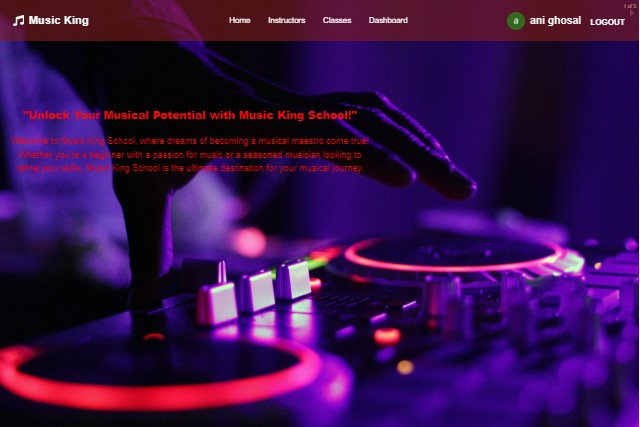 Music King
Home Instructors Classes Dashboard
a ani ghosal LOGOUT
1 of 5
"Unlock Your Musical Potential with Music King School!"
Welcome to Music King School, where dreams of becoming a musical maestro come true!
Whether you're a beginner with a passion for music or a seasoned musician looking to
refine your skills, Music King School is the ultimate destination for your musical journey